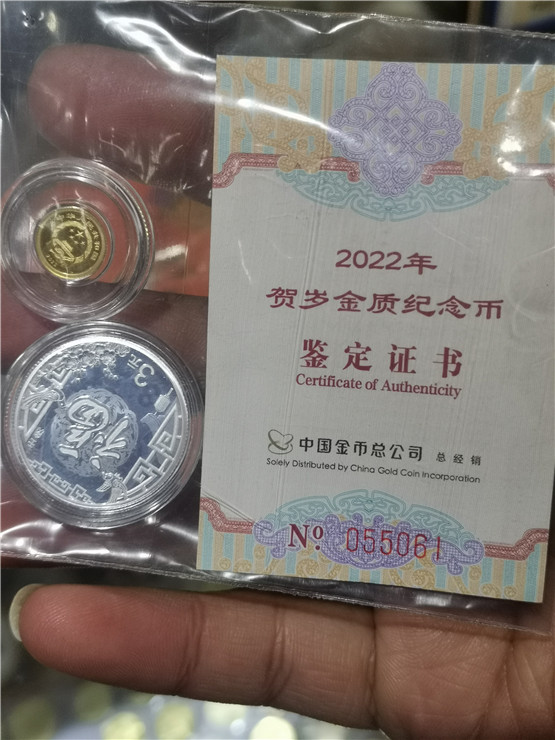 3元
2022年
贺岁金质纪念币
鉴定证书
Certificate of Authenticity
中国金币总公司 总经销
Solely Distributed by China Gold Coin Incorporation
Nº 055061